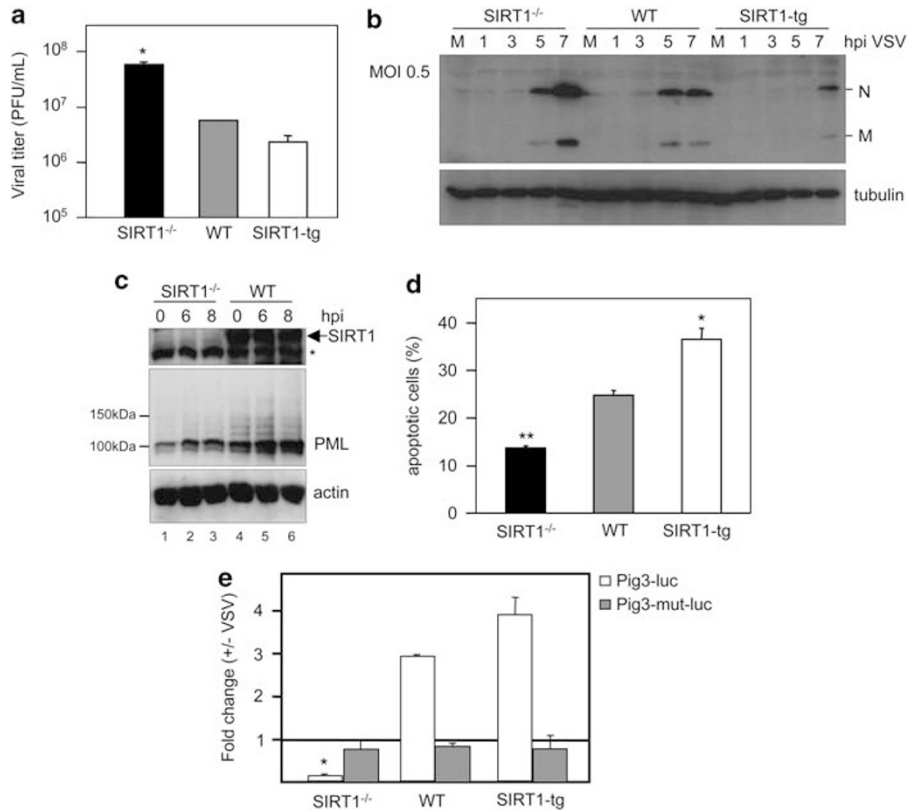 a
Viral titer (PFU/mL)
10⁸
10⁷
10⁶
10⁵
*
SIRT1⁻/⁻ WT SIRT1-tg
b
SIRT1⁻/⁻ WT SIRT1-tg
M 1 3 5 7 M 1 3 5 7 M 1 3 5 7 hpi VSV
MOI 0.5
N
M
tubulin
c
SIRT1⁻/⁻ WT
0 6 8 0 6 8 hpi
SIRT1
*
150kDa
100kDa
PML
actin
1 2 3 4 5 6
d
apoptotic cells (%)
40
30
20
10
0
**
*
SIRT1⁻/⁻ WT SIRT1-tg
e
Fold change (+/- VSV)
4
3
2
1
*
Pig3-luc
Pig3-mut-luc
SIRT1⁻/⁻ WT SIRT1-tg